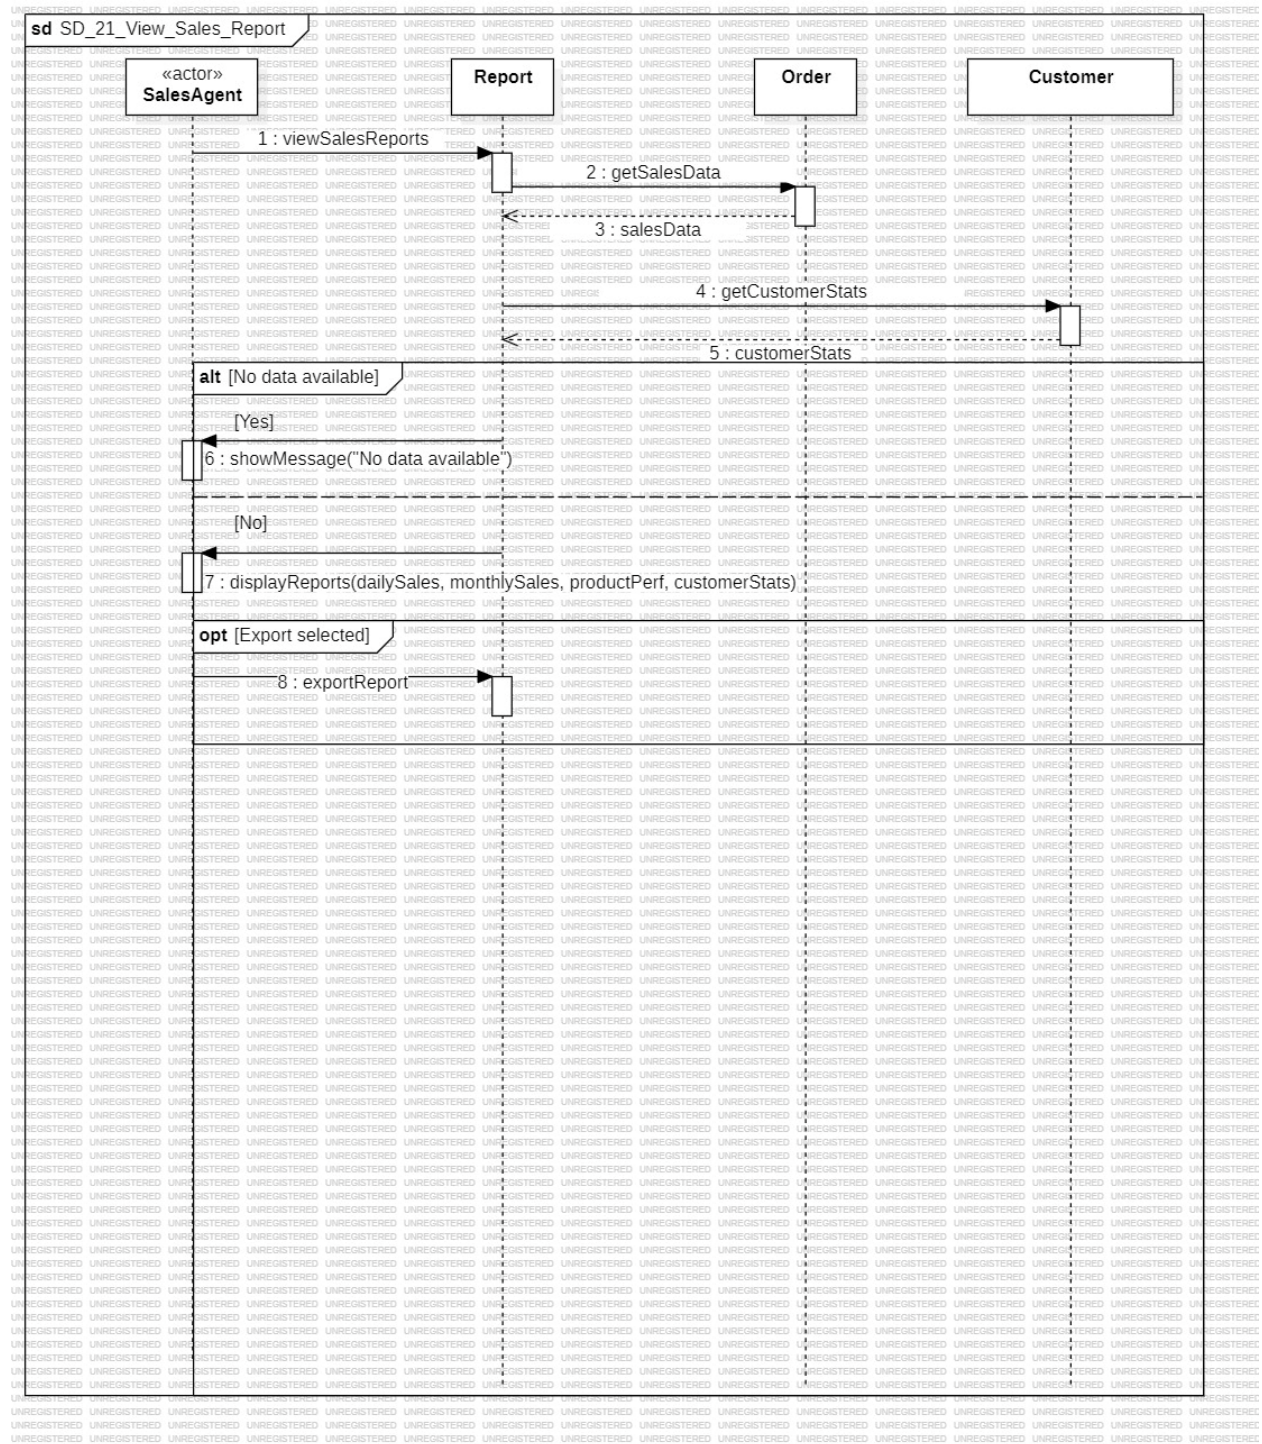 sd SD_21_View_Sales_Report
«actor»
SalesAgent
Report
Order
Customer
1 : viewSalesReports
2 : getSalesData
3 : salesData
4 : getCustomerStats
5 : customerStats
alt [No data available]
[Yes]
6 : showMessage("No data available")
[No]
7 : displayReports(dailySales, monthlySales, productPerf, customerStats)
opt [Export selected]
8 : exportReport
UNREGISTERED